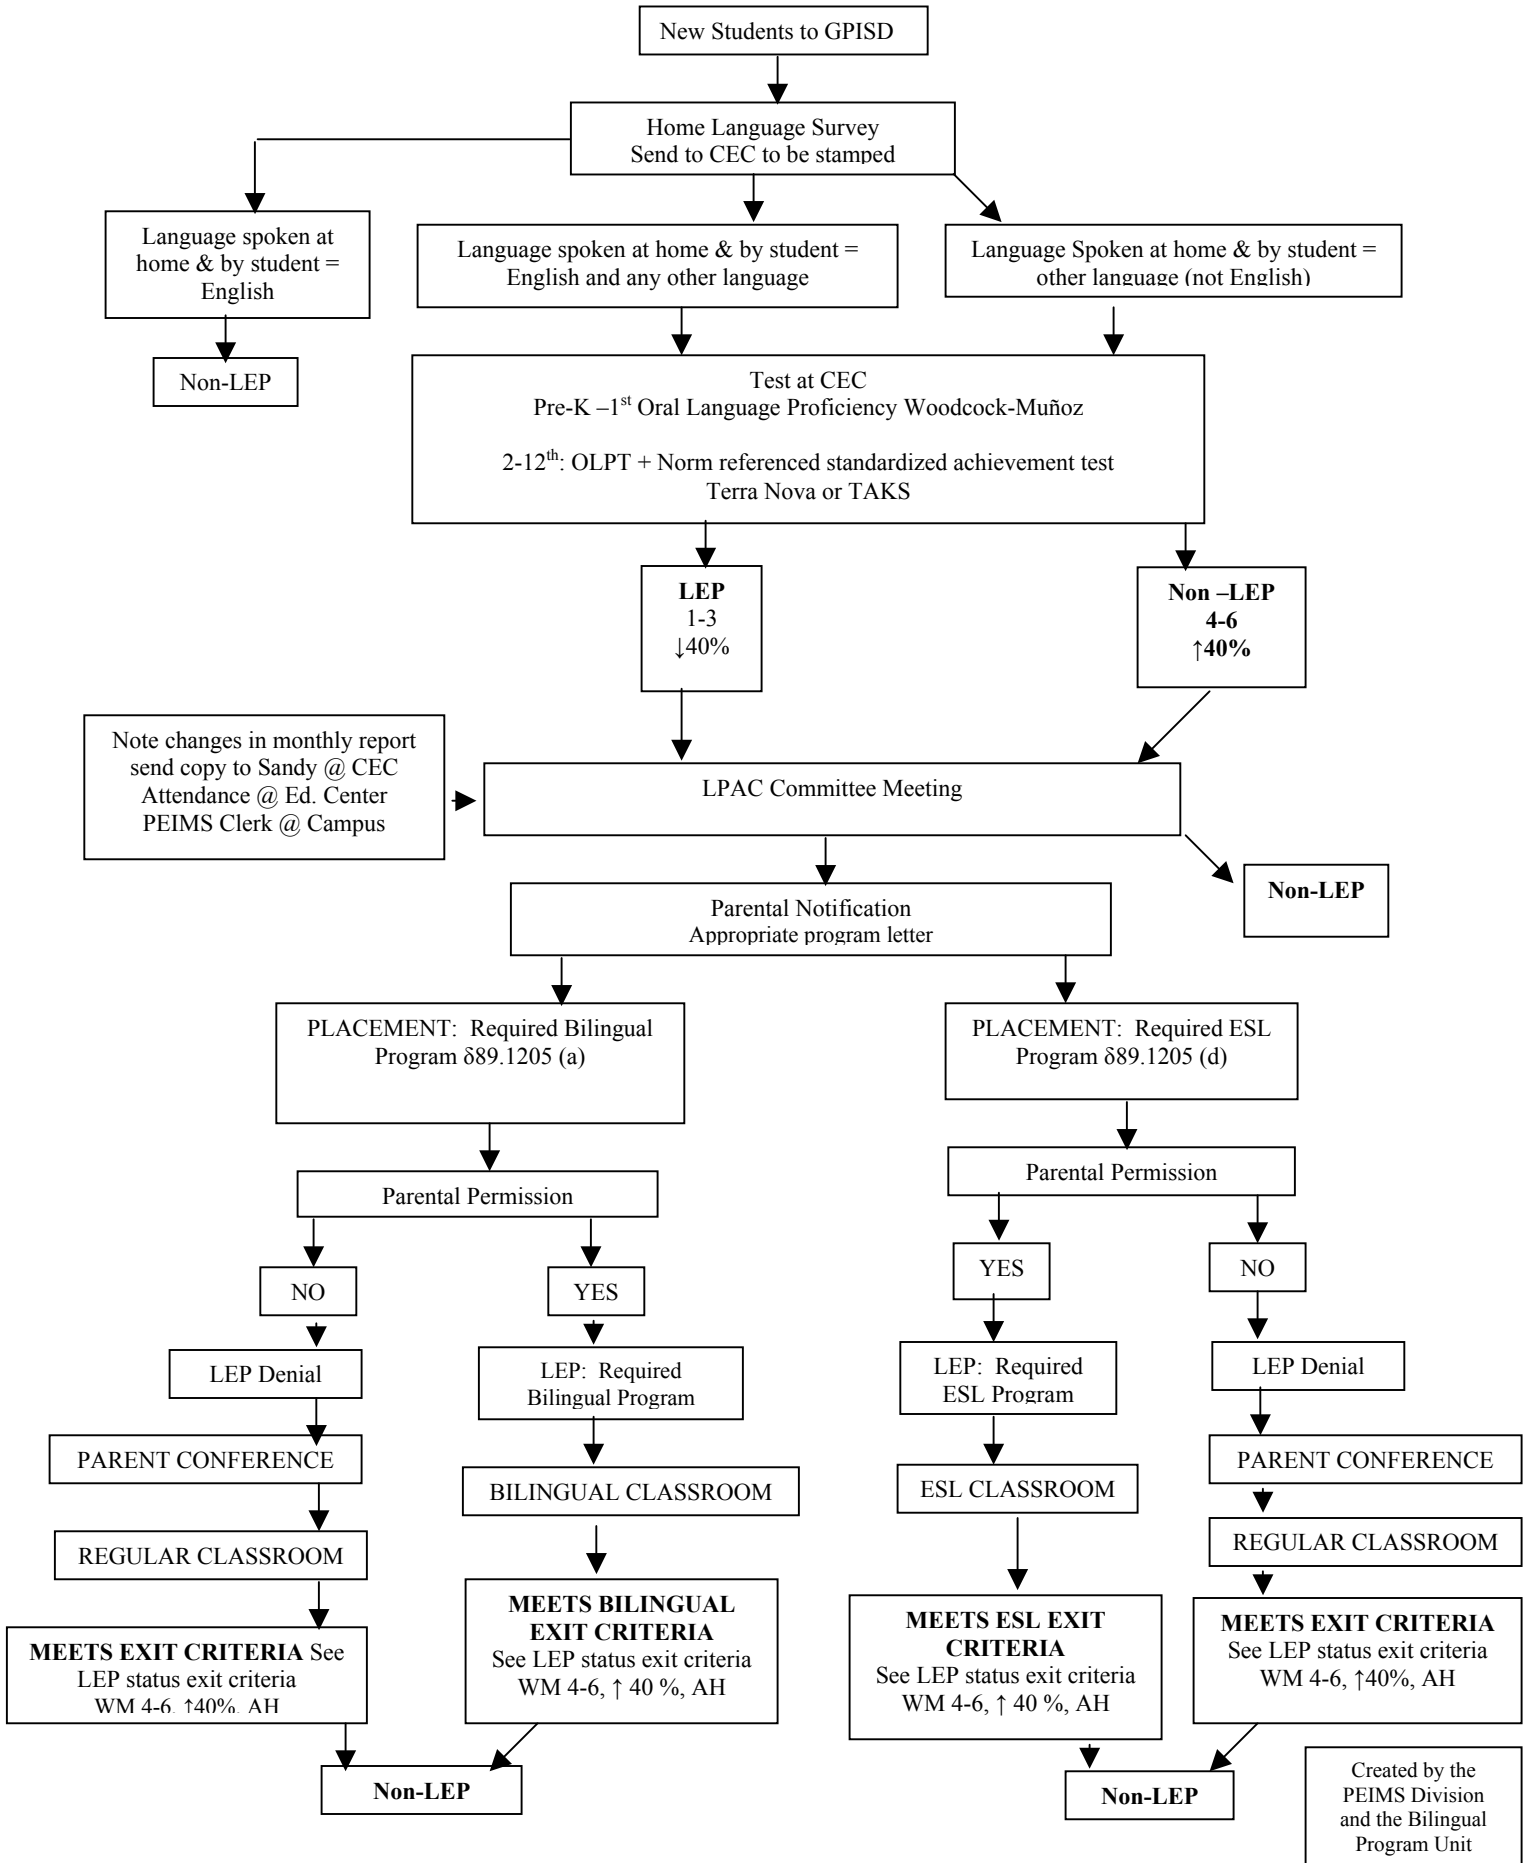 New Students to GPISD
Home Language Survey
Send to CEC to be stamped
Language spoken at
home & by student =
English
Language spoken at home & by student =
English and any other language
Language Spoken at home & by student =
other language (not English)
Non-LEP
Test at CEC
Pre-K –1st Oral Language Proficiency Woodcock-Muñoz
2-12th: OLPT + Norm referenced standardized achievement test
Terra Nova or TAKS
LEP
1-3
↓40%
Non –LEP
4-6
↑40%
Note changes in monthly report
send copy to Sandy @ CEC
Attendance @ Ed. Center
PEIMS Clerk @ Campus
LPAC Committee Meeting
Non-LEP
Parental Notification
Appropriate program letter
PLACEMENT: Required Bilingual
Program δ89.1205 (a)
PLACEMENT: Required ESL
Program δ89.1205 (d)
Parental Permission
Parental Permission
NO
YES
YES
NO
LEP Denial
LEP: Required
Bilingual Program
LEP: Required
ESL Program
LEP Denial
PARENT CONFERENCE
BILINGUAL CLASSROOM
ESL CLASSROOM
PARENT CONFERENCE
REGULAR CLASSROOM
REGULAR CLASSROOM
MEETS EXIT CRITERIA See
LEP status exit criteria
WM 4-6, ↑40%, AH
MEETS BILINGUAL
EXIT CRITERIA
See LEP status exit criteria
WM 4-6, ↑ 40 %, AH
MEETS ESL EXIT
CRITERIA
See LEP status exit criteria
WM 4-6, ↑ 40 %, AH
MEETS EXIT CRITERIA
See LEP status exit criteria
WM 4-6, ↑40%, AH
Non-LEP
Non-LEP
Created by the
PEIMS Division
and the Bilingual
Program Unit